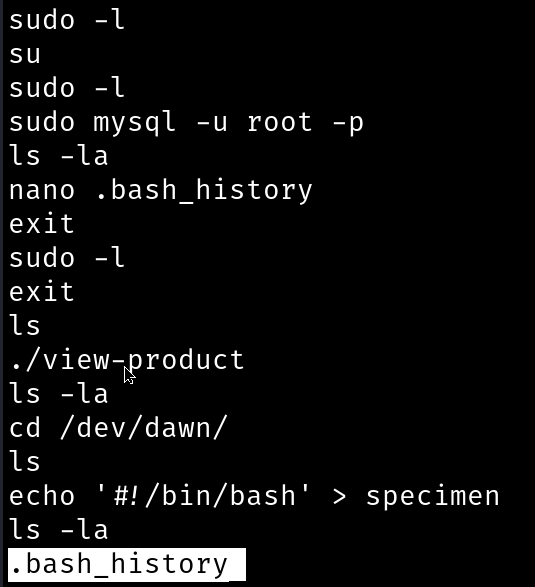 sudo -l
su
sudo -l
sudo mysql -u root -p
ls -la
nano .bash_history
exit
sudo -l
exit
ls
./view-product
ls -la
cd /dev/dawn/
ls
echo '#!/bin/bash' > specimen
ls -la
.bash_history